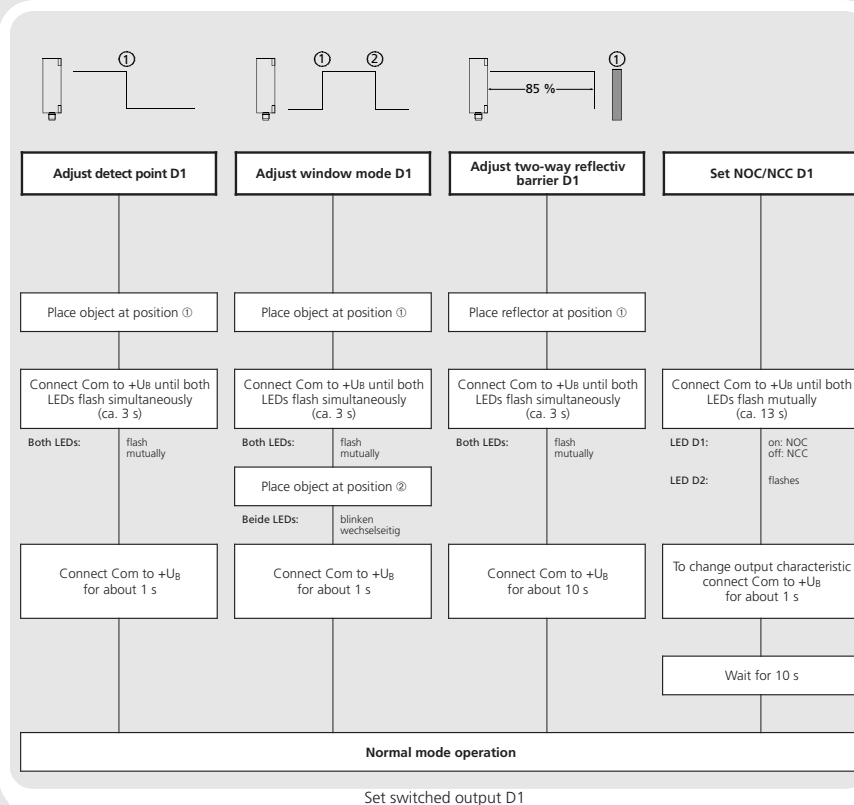 ①
① ②
①
85 %
Adjust detect point D1
Adjust window mode D1
Adjust two-way reflectiv
barrier D1
Set NOC/NCC D1
Place object at position ①
Place object at position ①
Place reflector at position ①
Connect Com to +UB until both
LEDs flash simultaneously
(ca. 3 s)
Connect Com to +UB until both
LEDs flash simultaneously
(ca. 3 s)
Connect Com to +UB until both
LEDs flash simultaneously
(ca. 3 s)
Connect Com to +UB until both
LEDs flash mutually
(ca. 13 s)
Both LEDs: flash
mutually
Both LEDs: flash
mutually
Both LEDs: flash
mutually
LED D1: on: NOC
off: NCC
LED D2: flashes
Place object at position ②
Beide LEDs: blinken
wechselseitig
Connect Com to +UB
for about 1 s
Connect Com to +UB
for about 1 s
Connect Com to +UB
for about 10 s
To change output characteristic
connect Com to +UB
for about 1 s
Wait for 10 s
Normal mode operation
Set switched output D1